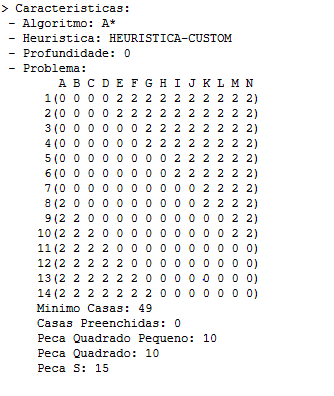 > Caracteristicas:
- Algoritmo: A*
- Heuristica: HEURISTICA-CUSTOM
- Profundidade: 0
- Problema:
A B C D E F G H I J K L M N
1(0 0 0 0 2 2 2 2 2 2 2 2 2 2)
2(0 0 0 0 2 2 2 2 2 2 2 2 2 2)
3(0 0 0 0 0 0 2 2 2 2 2 2 2 2)
4(0 0 0 0 0 0 2 2 2 2 2 2 2 2)
5(0 0 0 0 0 0 0 0 2 2 2 2 2 2)
6(0 0 0 0 0 0 0 0 2 2 2 2 2 2)
7(0 0 0 0 0 0 0 0 0 0 2 2 2 2)
8(2 0 0 0 0 0 0 0 0 0 2 2 2 2)
9(2 2 0 0 0 0 0 0 0 0 0 0 2 2)
10(2 2 2 0 0 0 0 0 0 0 0 0 2 2)
11(2 2 2 2 0 0 0 0 0 0 0 0 0 0)
12(2 2 2 2 2 0 0 0 0 0 0 0 0 0)
13(2 2 2 2 2 2 0 0 0 0 0 0 0 0)
14(2 2 2 2 2 2 2 0 0 0 0 0 0 0)
Minimo Casas: 49
Casas Preenchidas: 0
Peca Quadrado Pequeno: 10
Peca Quadrado: 10
Peca S: 15